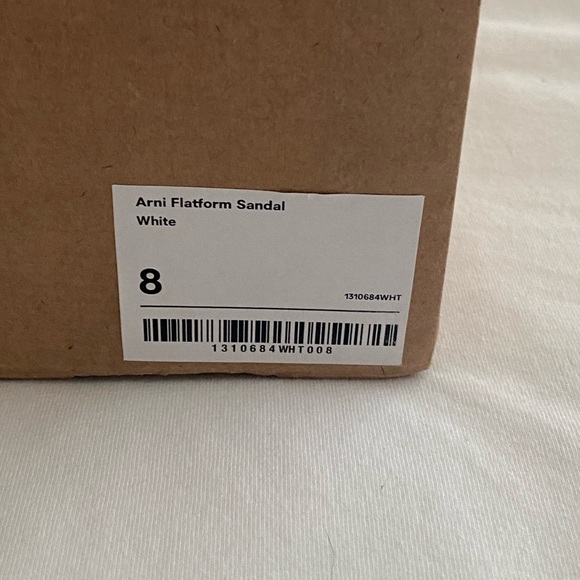 Arni Flatform Sandal
White
8
1310684WHT
1310684WHT008